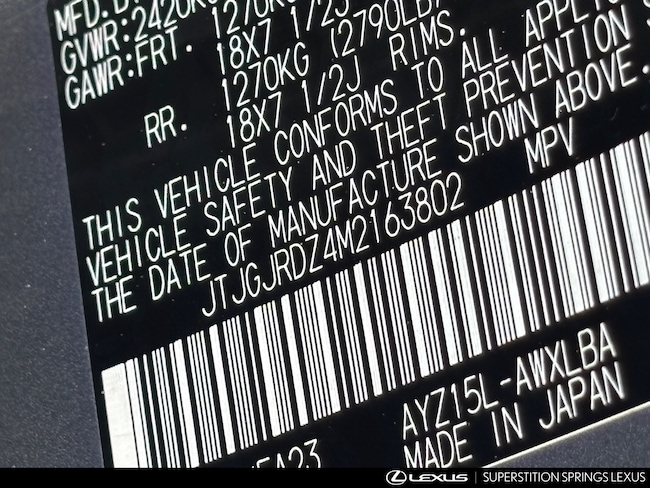 MFD.
GVWR:2420KG 1270KG
GAWR:FRT. 18X7 1/2J
1270KG (2790LB)
RR. 18X7 1/2J RIMS.
THIS VEHICLE CONFORMS TO ALL
VEHICLE SAFETY AND THEFT PREVENTION
THE DATE OF MANUFACTURE SHOWN ABOVE.
JTJGJRDZ4M2163802 MPV
AYZ15L-AWXLBA
MADE IN JAPAN
LEXUS | SUPERSTITION SPRINGS LEXUS